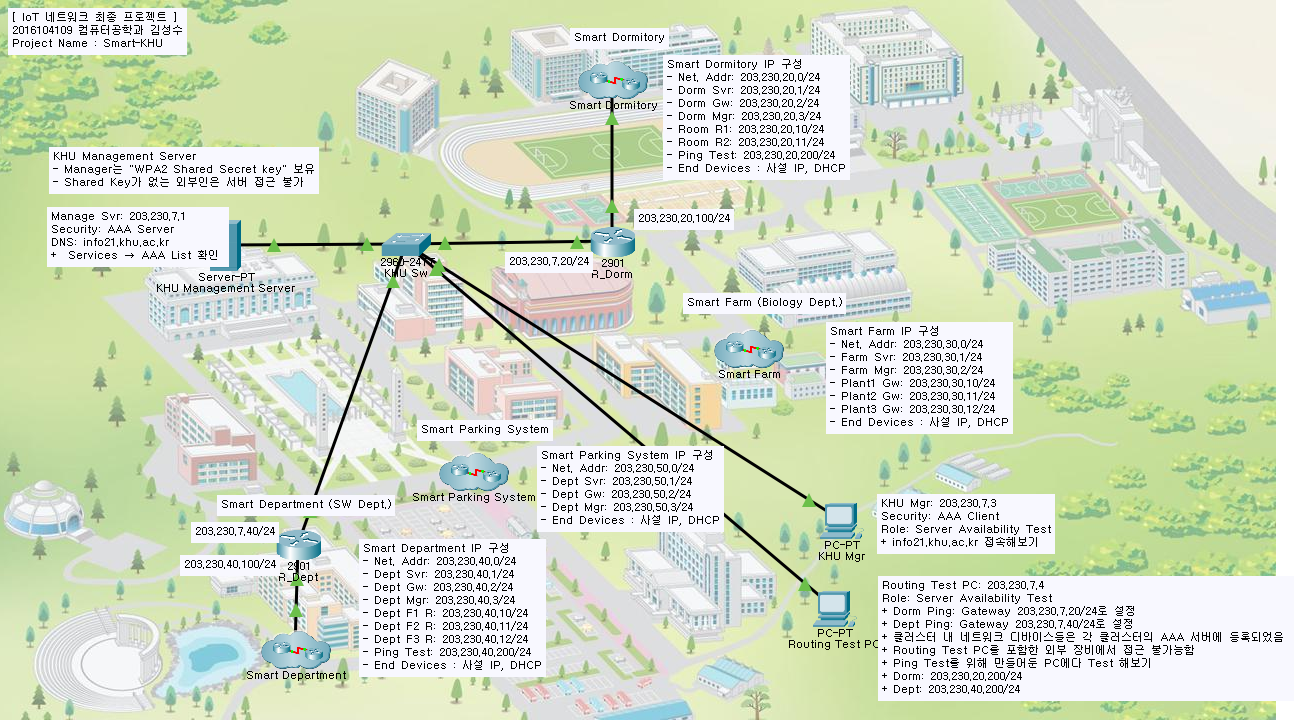 [ IoT 네트워크 최종 프로젝트 ]
2016104109 컴퓨터공학과 김성수
Project Name : Smart-KHU
Smart Dormitory
Smart Dormitory
Smart Dormitory IP 구성
- Net, Addr: 203,230,20,0/24
- Dorm Svr: 203,230,20,1/24
- Dorm Gw: 203,230,20,2/24
- Dorm Mgr: 203,230,20,3/24
- Room R1: 203,230,20,10/24
- Room R2: 203,230,20,11/24
- Ping Test: 203,230,20,200/24
- End Devices : 사설 IP, DHCP
KHU Management Server
- Manager는 "WPA2 Shared Secret key" 보유
- Shared Key가 없는 외부인은 서버 접근 불가
Manage Svr: 203,230,7,1
Security: AAA Server
DNS: info21,khu,ac,kr
+ Services → AAA List 확인
Server-PT
KHU Management Server
KHU Sw
203,230,20,100/24
203,230,7,20/24
2901
R_Dorm
Smart Farm (Biology Dept,)
Smart Farm
Smart Farm IP 구성
- Net, Addr: 203,230,30,0/24
- Farm Svr: 203,230,30,1/24
- Farm Mgr: 203,230,30,2/24
- Plant1 Gw: 203,230,30,10/24
- Plant2 Gw: 203,230,30,11/24
- Plant3 Gw: 203,230,30,12/24
- End Devices : 사설 IP, DHCP
Smart Parking System
Smart Parking System
Smart Parking System IP 구성
- Net, Addr: 203,230,50,0/24
- Dept Svr: 203,230,50,1/24
- Dept Gw: 203,230,50,2/24
- Dept Mgr: 203,230,50,3/24
- End Devices : 사설 IP, DHCP
Smart Department (SW Dept,)
203,230,7,40/24
203,230,40,100/24
2901
R_Dept
Smart Department
Smart Department IP 구성
- Net, Addr: 203,230,40,0/24
- Dept Svr: 203,230,40,1/24
- Dept Gw: 203,230,40,2/24
- Dept Mgr: 203,230,40,3/24
- Dept F1 R: 203,230,40,10/24
- Dept F2 R: 203,230,40,11/24
- Dept F3 R: 203,230,40,12/24
- Ping Test: 203,230,40,200/24
- End Devices : 사설 IP, DHCP
PC-PT
KHU Mgr
KHU Mgr: 203,230,7,3
Security: AAA Client
Role: Server Availability Test
+ info21,khu,ac,kr 접속해보기
PC-PT
Routing Test PC
Routing Test PC: 203,230,7,4
Role: Server Availability Test
+ Dorm Ping: Gateway 203,230,7,20/24로 설정
+ Dept Ping: Gateway 203,230,7,40/24로 설정
+ 클러스터 내 네트워크 디바이스들은 각 클러스터의 AAA 서버에 등록되었음
+ Routing Test PC를 포함한 외부 장비에서 접근 불가능함
+ Ping Test를 위해 만들어둔 PC에다 Test 해보기
+ Dorm: 203,230,20,200/24
+ Dept: 203,230,40,200/24